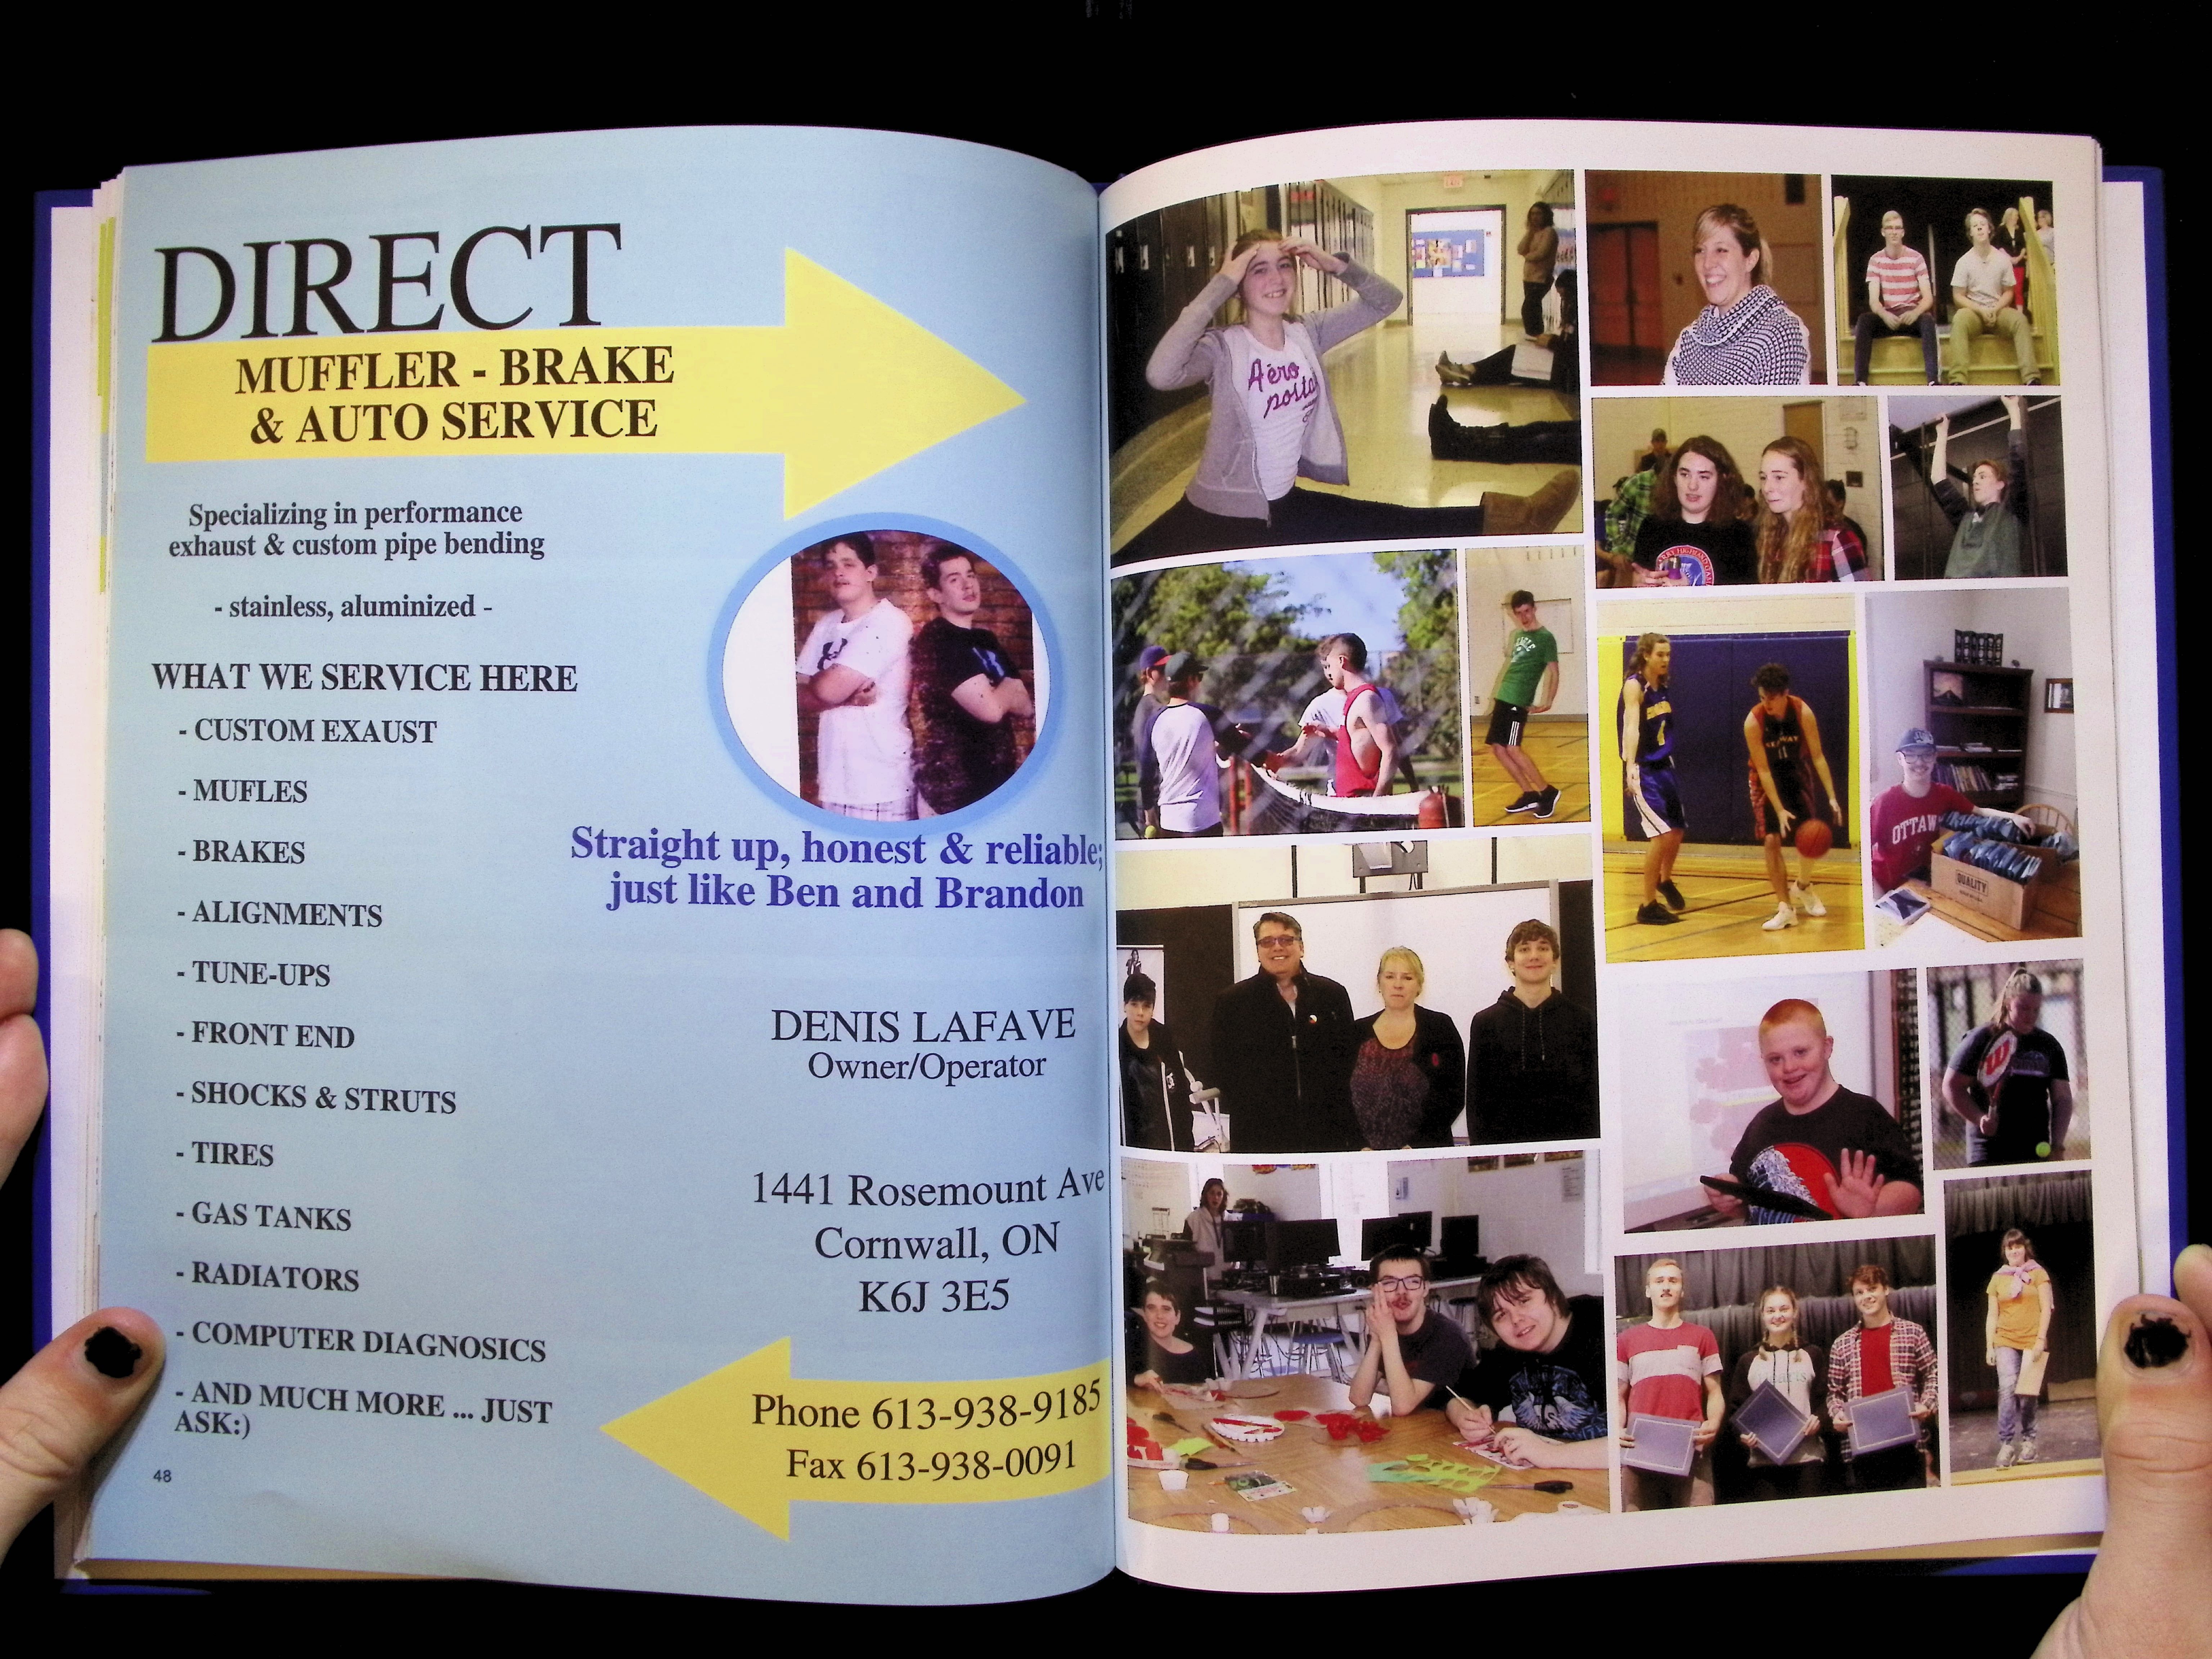 DIRECT
MUFFLER - BRAKE
& AUTO SERVICE
Specializing in performance
exhaust & custom pipe bending
- stainless, aluminized -
WHAT WE SERVICE HERE
- CUSTOM EXAUST
- MUFLES
- BRAKES
- ALIGNMENTS
- TUNE-UPS
- FRONT END
- SHOCKS & STRUTS
- TIRES
- GAS TANKS
- RADIATORS
- COMPUTER DIAGNOSICS
- AND MUCH MORE ... JUST
ASK:)
48
Straight up, honest & reliable;
just like Ben and Brandon
DENIS LAFAVE
Owner/Operator
1441 Rosemount Ave
Cornwall, ON
K6J 3E5
Phone 613-938-9185
Fax 613-938-0091
EXIT
Aéro
11
OTTAW
QUALITY
W